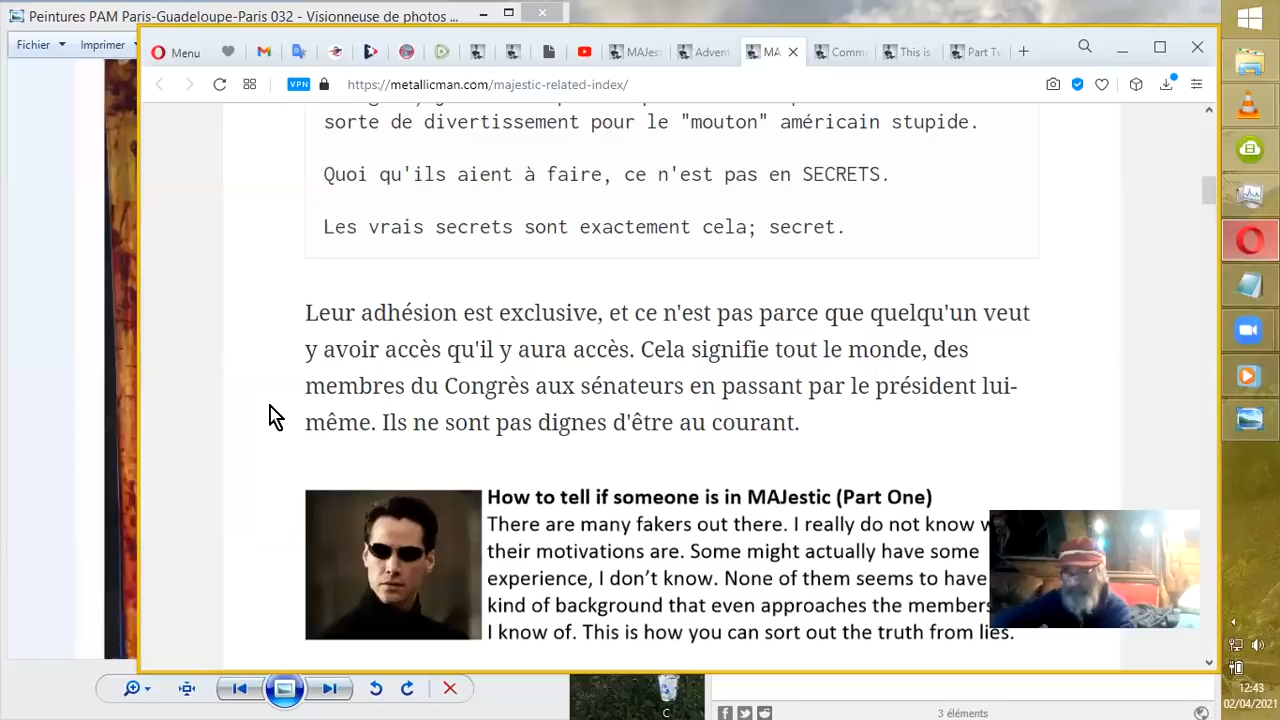 Peintures PAM Paris-Guadeloupe-Paris 032 - Visionneuse de photos ...
Fichier
Imprimer
Menu
MAJest
Advent
MA
Comm
This is
Part Tv
VPN
https://metallicman.com/majestic-related-index/
sorte de divertissement pour le "mouton" américain stupide.
Quoi qu'ils aient à faire, ce n'est pas en SECRETS.
Les vrais secrets sont exactement cela; secret.
Leur adhésion est exclusive, et ce n'est pas parce que quelqu'un veut
y avoir accès qu'il y aura accès. Cela signifie tout le monde, des
membres du Congrès aux sénateurs en passant par le président lui-
même. Ils ne sont pas dignes d'être au courant.
How to tell if someone is in MAJestic (Part One)
There are many fakers out there. I really do not know
their motivations are. Some might actually have some
experience, I don't know. None of them seems to have
kind of background that even approaches the members
I know of. This is how you can sort out the truth from lies.
C
3 éléments
12:43
02/04/2021